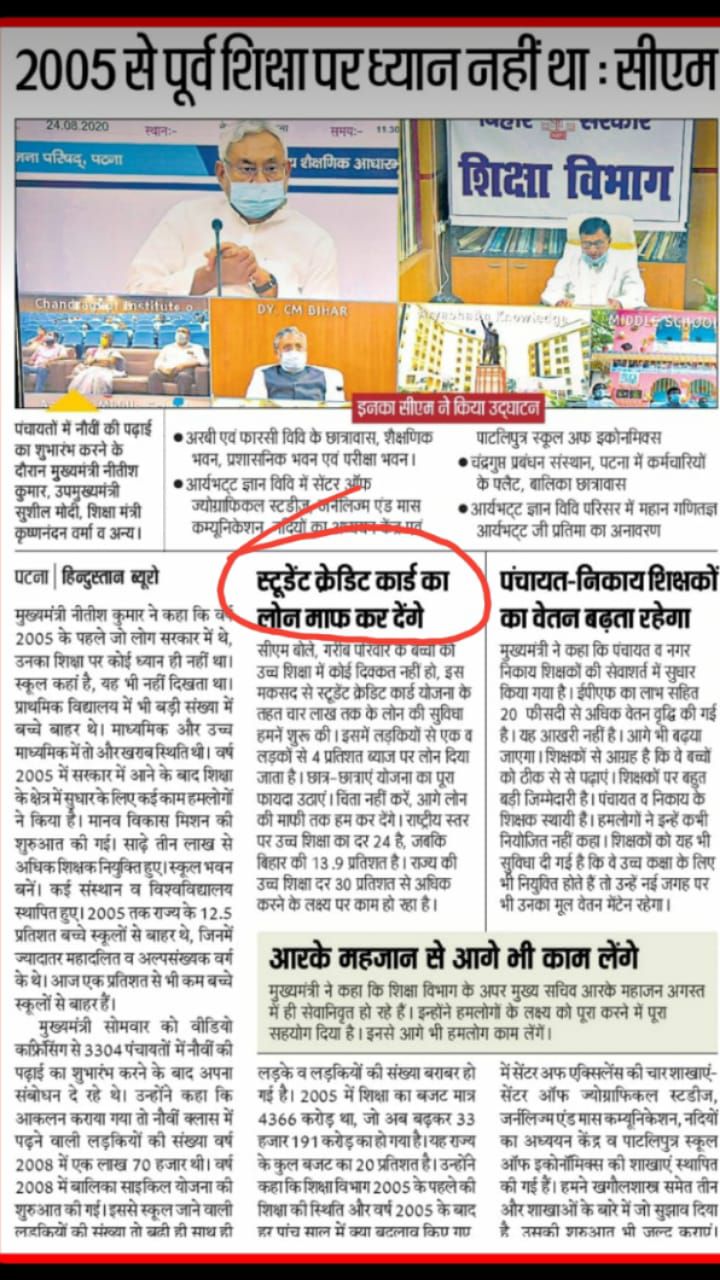 2005 से पूर्व शिक्षा पर ध्यान नहीं था : सीएम
24.08.2020
स्थानः-
समयः-
11.30
जना परिषद्, पटना
शैक्षणिक आधार
बिहार सरकार
शिक्षा विभाग
Institute o
DY. CM BIHAR
Aryabhatta Knowledge
MIDDLE SCHOOL
इनका सीएम ने किया उद्घाटन
पंचायतों में नौवीं की पढ़ाई
का शुभारंभ करने के
दौरान मुख्यमंत्री नीतीश
कुमार, उपमुख्यमंत्री
सुशील मोदी, शिक्षा मंत्री
कृष्णनंदन वर्मा व अन्य।
● अरबी एवं फारसी विवि के छात्रावास, शैक्षणिक
भवन, प्रशासनिक भवन एवं परीक्षा भवन।
● आर्यभट्ट ज्ञान विवि में सेंटर ऑफ
ज्योग्राफिकल स्टडीज, जर्नलिज्म एंड मास
कम्यूनिकेशन, नदियों का अध्ययन केंद्र एवं
पाटलिपुत्र स्कूल अफ इकोनमिक्स
● चंद्रगुप्त प्रबंधन संस्थान, पटना में कर्मचारियों
के फ्लैट, बालिका छात्रावास
● आर्यभट्ट ज्ञान विवि परिसर में महान गणितज्ञ
आर्यभट्ट जी प्रतिमा का अनावरण
पटना | हिन्दुस्तान ब्यूरो
मुख्यमंत्री नीतीश कुमार ने कहा कि वर्ष
2005 के पहले जो लोग सरकार में थे,
उनका शिक्षा पर कोई ध्यान ही नहीं था।
स्कूल कहां है, यह भी नहीं दिखता था।
प्राथमिक विद्यालय में भी बड़ी संख्या में
बच्चे बाहर थे। माध्यमिक और उच्च
माध्यमिक में तो और खराब स्थिति थी। वर्ष
2005 में सरकार में आने के बाद शिक्षा
के क्षेत्र में सुधार के लिए कई काम हमलोगों
ने किया है। मानव विकास मिशन की
शुरुआत की गई। साढ़े तीन लाख से
अधिक शिक्षक नियुक्ति हुए। स्कूल भवन
बनें। कई संस्थान व विश्वविद्यालय
स्थापित हुए। 2005 तक राज्य के 12.5
प्रतिशत बच्चे स्कूलों से बाहर थे, जिनमें
ज्यादातर महादलित व अल्पसंख्यक वर्ग
के थे। आज एक प्रतिशत से भी कम बच्चे
स्कूलों से बाहर हैं।
मुख्यमंत्री सोमवार को वीडियो
कांफ्रेंसिंग से 3304 पंचायतों में नौवीं की
पढ़ाई का शुभारंभ करने के बाद अपना
संबोधन दे रहे थे। उन्होंने कहा कि
आकलन कराया गया तो नौवीं क्लास में
पढ़ने वाली लड़कियों की संख्या वर्ष
2008 में एक लाख 70 हजार थी। वर्ष
2008 में बालिका साइकिल योजना की
शुरुआत की गई। इससे स्कूल जाने वाली
लड़कियों की संख्या तो बढ़ी ही साथ ही
स्टूडेंट क्रेडिट कार्ड का
लोन माफ कर देंगे
सीएम बोले, गरीब परिवार के बच्चों को
उच्च शिक्षा में कोई दिक्कत नहीं हो, इस
मकसद से स्टूडेंट क्रेडिट कार्ड योजना के
तहत चार लाख तक के लोन की सुविधा
हमनें शुरू की। इसमें लड़कियों से एक व
लड़कों से 4 प्रतिशत ब्याज पर लोन दिया
जाता है। छात्र-छात्राएं योजना का पूरा
फायदा उठाएं। चिंता नहीं करें, आगे लोन
की माफी तक हम कर देंगे। राष्ट्रीय स्तर
पर उच्च शिक्षा का दर 24 है, जबकि
बिहार की 13.9 प्रतिशत है। राज्य की
उच्च शिक्षा दर 30 प्रतिशत से अधिक
करने के लक्ष्य पर काम हो रहा है।
पंचायत-निकाय शिक्षकों
का वेतन बढ़ता रहेगा
मुख्यमंत्री ने कहा कि पंचायत व नगर
निकाय शिक्षकों की सेवाशर्त में सुधार
किया गया है। ईपीएफ का लाभ सहित
20 फीसदी से अधिक वेतन वृद्धि की गई
है। यह आखरी नहीं है। आगे भी बढ़या
जाएगा। शिक्षकों से आग्रह है कि वे बच्चों
को ठीक से से पढ़ाएं। शिक्षकों पर बहुत
बड़ी जिम्मेदारी है। पंचायत व निकाय के
शिक्षक स्थायी है। हमलोगों ने इन्हें कभी
नियोजित नहीं कहा। शिक्षकों को यह भी
सुविधा दी गई है कि वे उच्च कक्षा के लिए
भी नियुक्ति होते हैं तो उन्हें नई जगह पर
भी उनका मूल वेतन मेंटेन रहेगा।
आरके महजान से आगे भी काम लेंगे
मुख्यमंत्री ने कहा कि शिक्षा विभाग के अपर मुख्य सचिव आरके महाजन अगस्त
में ही सेवानिवृत हो रहे हैं। इन्होंने हमलोगों के लक्ष्य को पूरा करने में पूरा
सहयोग दिया है। इनसे आगे भी हमलोग काम लेंगें।
लड़के व लड़कियों की संख्या बराबर हो
गई है। 2005 में शिक्षा का बजट मात्र
4366 करोड़ था, जो अब बढ़कर 33
हजार 191 करोड़ का हो गया है। यह राज्य
के कुल बजट का 20 प्रतिशत है। उन्होंने
कहा कि शिक्षा विभाग 2005 के पहले की
शिक्षा की स्थिति और वर्ष 2005 के बाद
हर पांच साल में क्या बदलाव किए गए
में सेंटर अफ एक्सिलेंस की चार शाखाएं-
सेंटर ऑफ ज्योग्राफिकल स्टडीज,
जर्नलिज्म एंड मास कम्यूनिकेशन, नदियों
का अध्ययन केंद्र व पाटलिपुत्र स्कूल
ऑफ इकोनॉमिक्स की शाखाएं स्थापित
की गई हैं। हमने खगौलशास्त्र समेत तीन
और शाखाओं के बारे में जो सुझाव दिया
है उसकी शुरुआत भी जल्द कराएं।